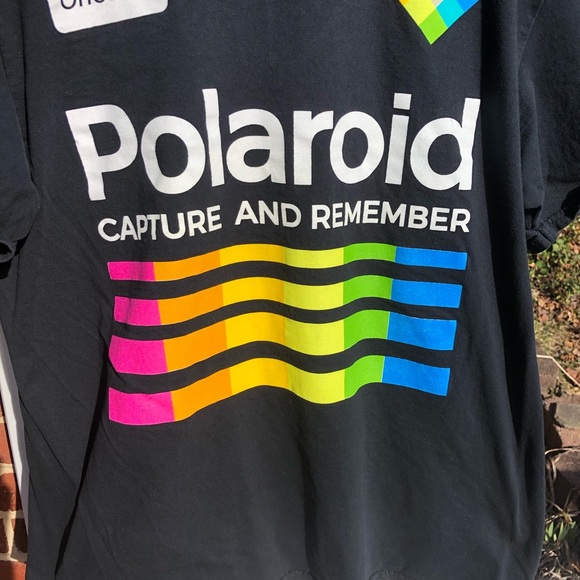 Polaroid
CAPTURE AND REMEMBER